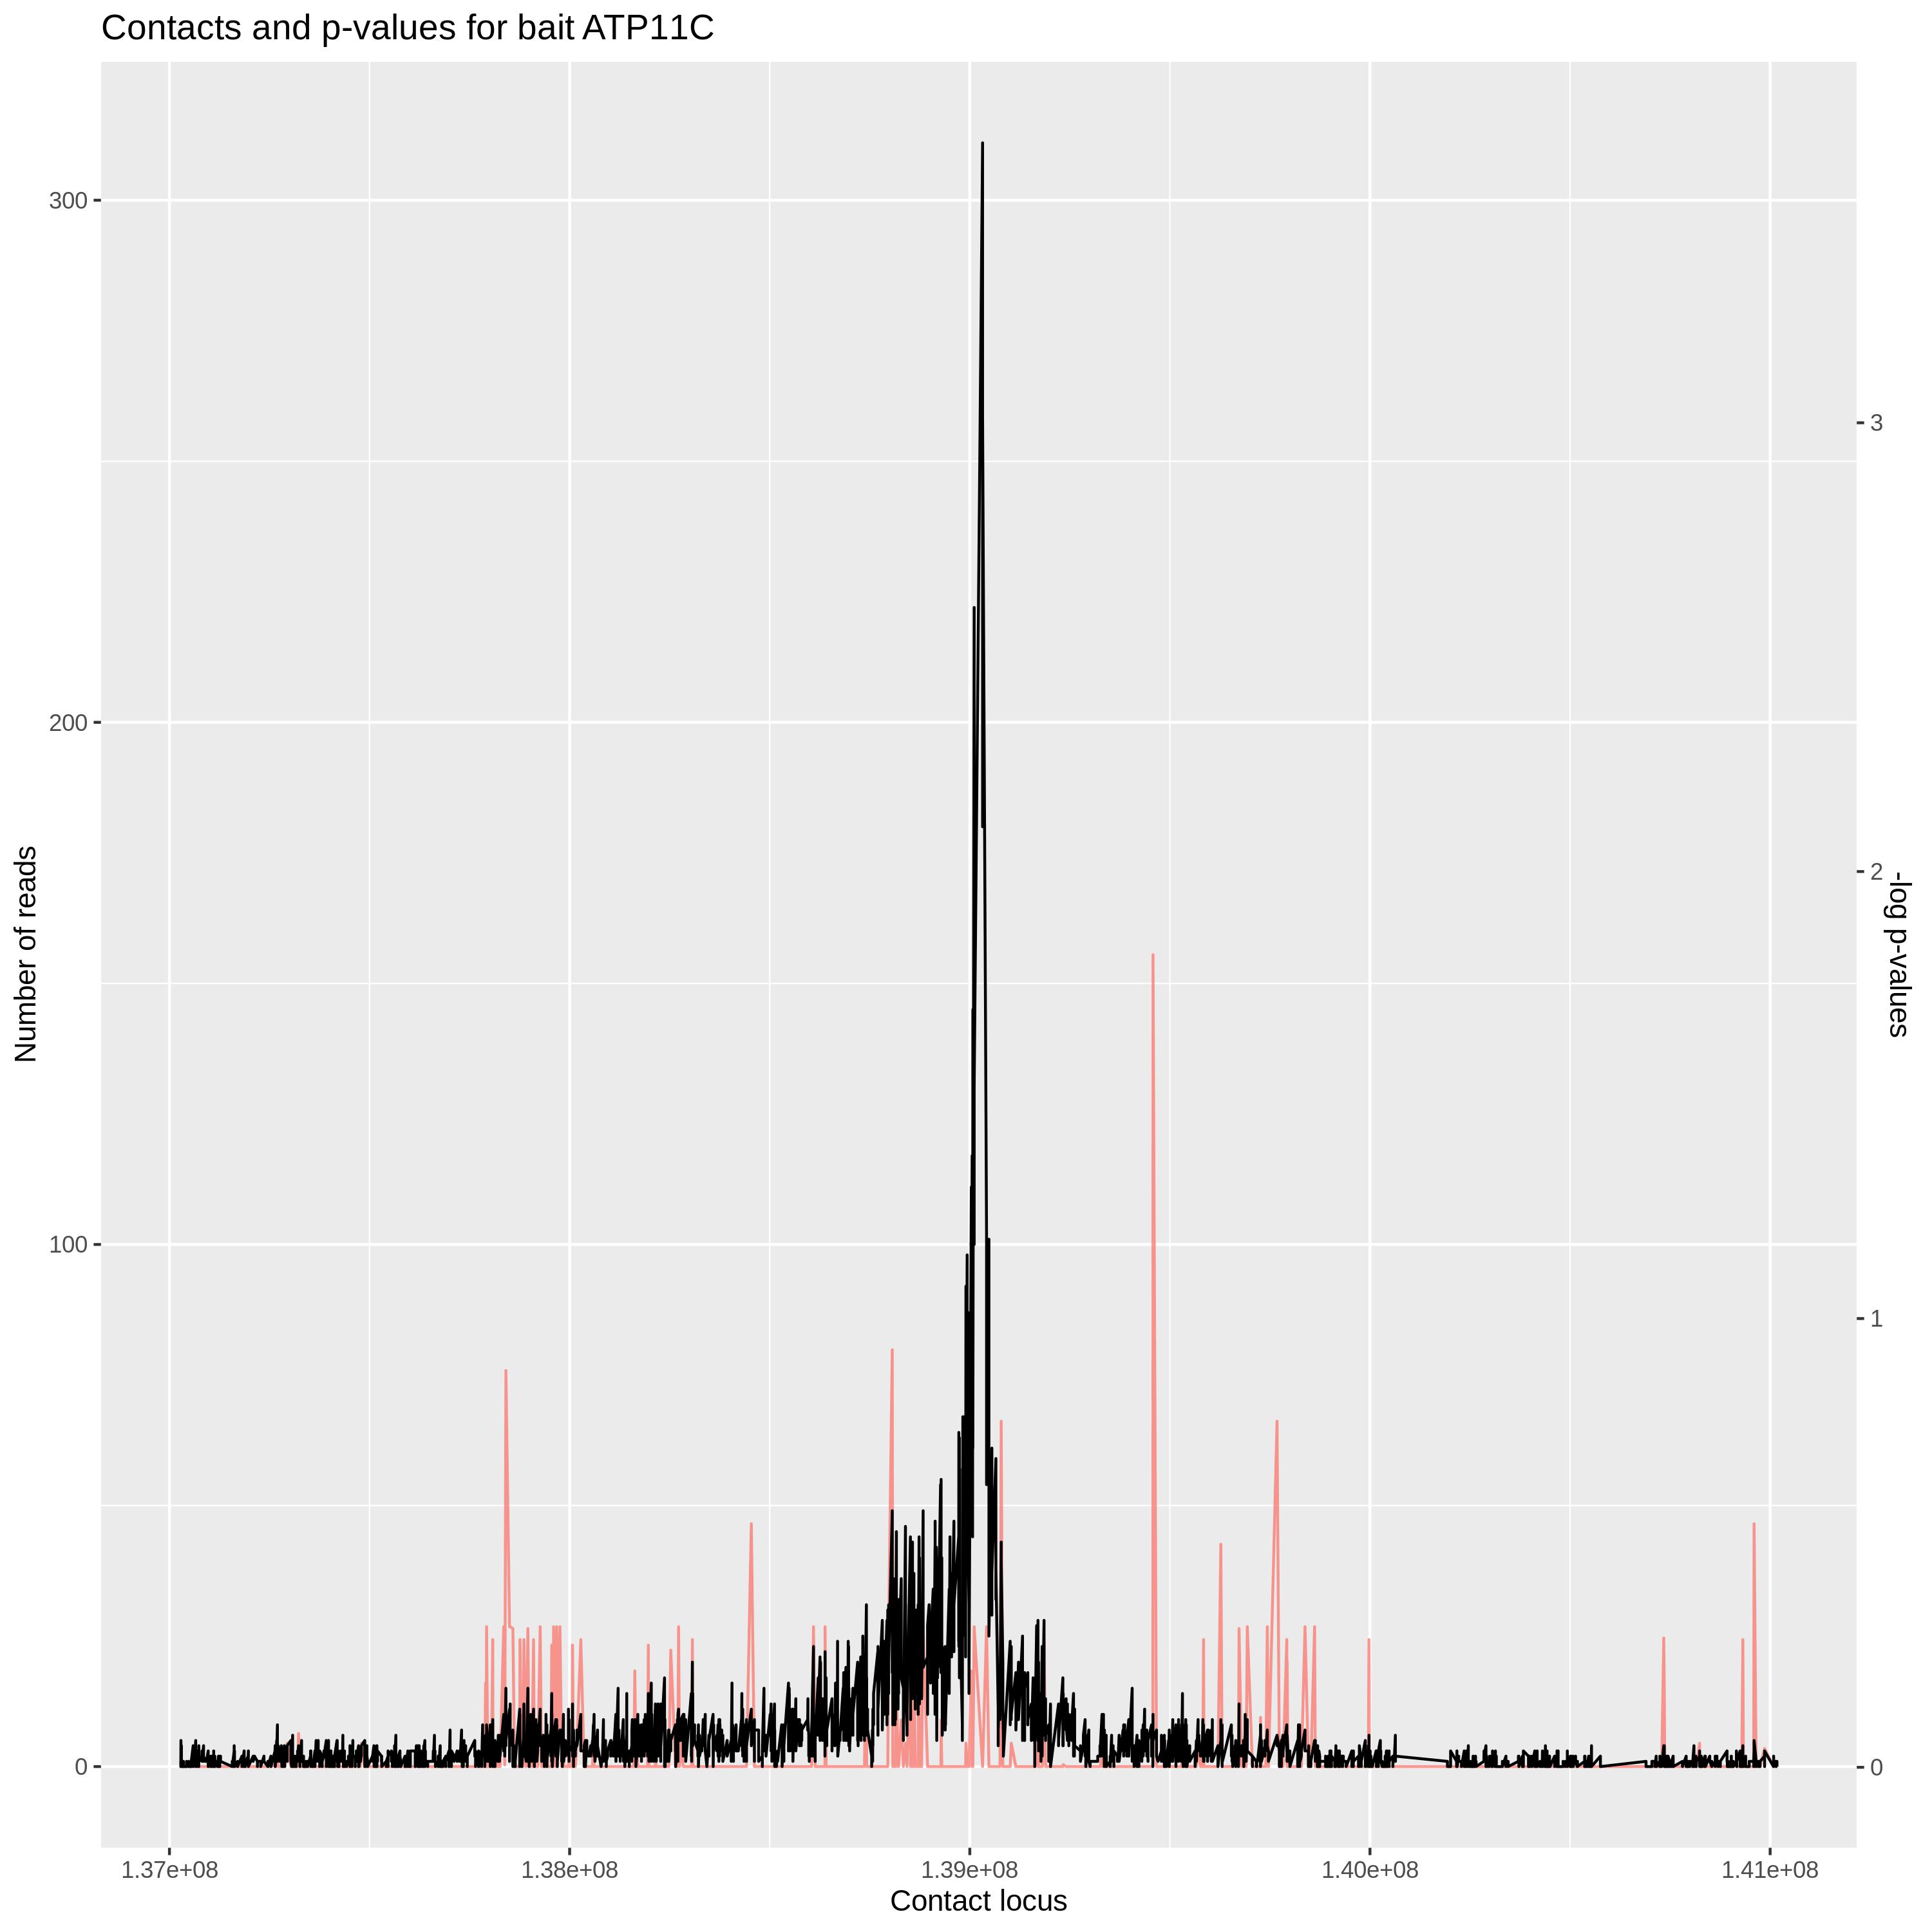 Contacts and p-values for bait ATP11C
300
200
100
0
Number of reads
3
2
1
0
-log p-values
1.37e+08
1.38e+08
1.39e+08
1.40e+08
1.41e+08
Contact locus